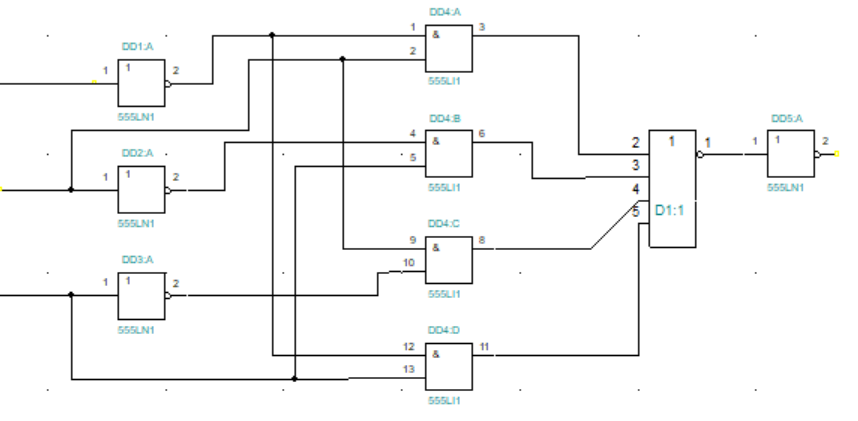 DD4:A
1 & 3
2
555LI1
DD1:A
1 1 2
555LN1
DD4:B
4 & 6
5
555LI1
DD2:A
1 1 2
555LN1
2 1 1
3
4
5 D1:1
DD5:A
1 1 2
555LN1
DD4:C
9 & 8
10
555LI1
DD3:A
1 1 2
555LN1
DD4:D
12 & 11
13
555LI1